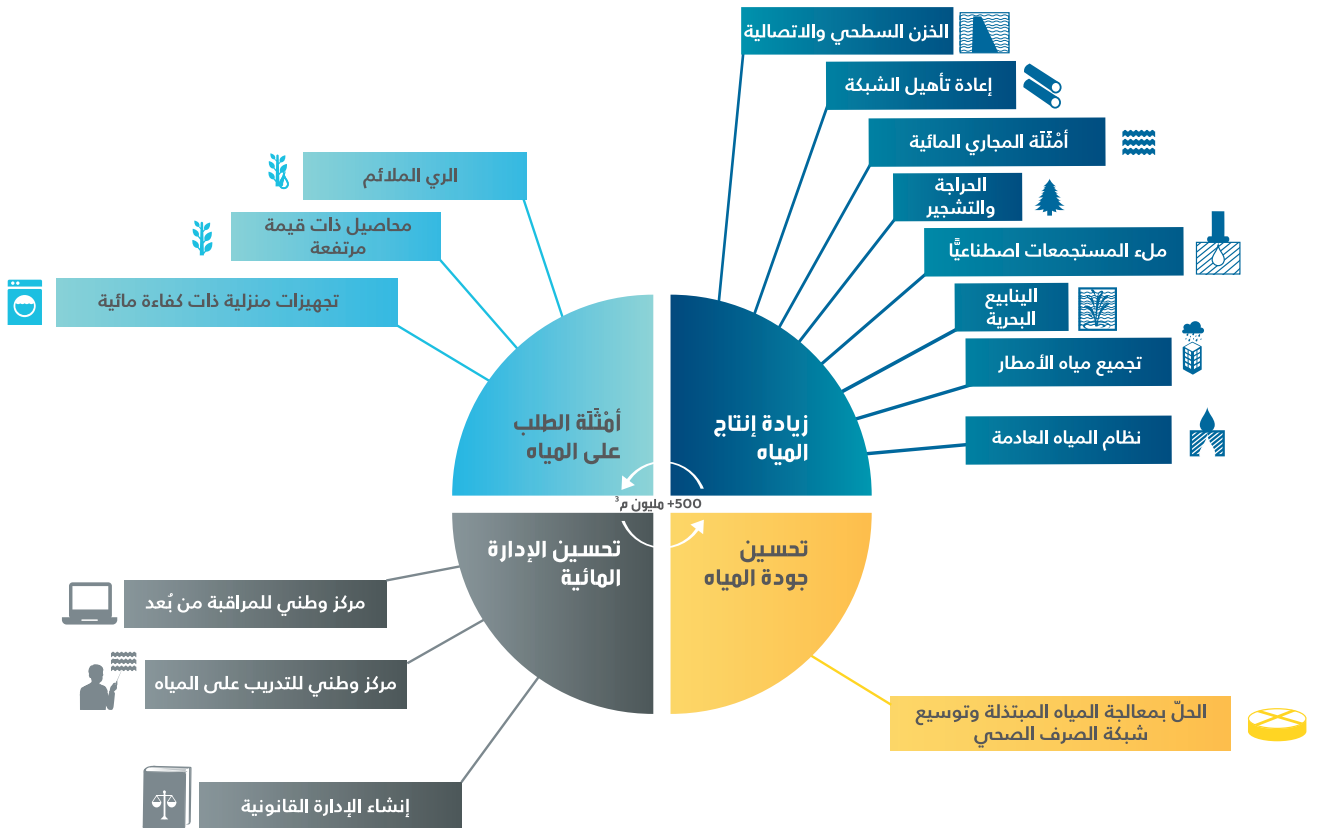 الخزن السطحي والاتصالية
إعادة تأهيل الشبكة
أمْثَلَة المجاري المائية
الحراجة
والتشجير
ملء المستجمعات اصطناعيًّا
الينابيع
البحرية
تجميع مياه الأمطار
نظام المياه العادمة
زيادة إنتاج
المياه
الري الملائم
محاصيل ذات قيمة
مرتفعة
تجهيزات منزلية ذات كفاءة مائية
أمْثَلَة الطلب
على المياه
500+ مليون م³
تحسين
جودة المياه
الحلّ بمعالجة المياه المبتذلة وتوسيع
شبكة الصرف الصحي
تحسين الإدارة
المائية
مركز وطني للمراقبة من بُعد
مركز وطني للتدريب على المياه
إنشاء الإدارة القانونية